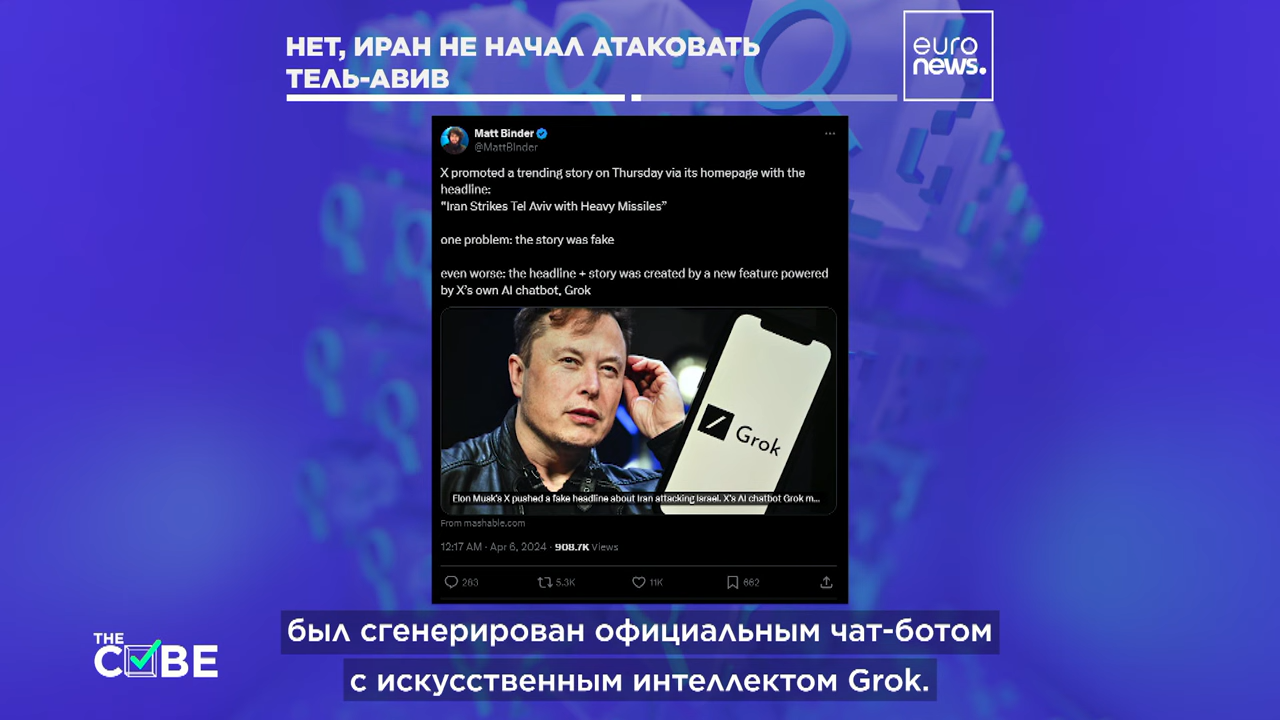 НЕТ, ИРАН НЕ НАЧАЛ АТАКОВАТЬ
ТЕЛЬ-АВИВ
euro
news.
Matt Binder
@MattBinder
X promoted a trending story on Thursday via its homepage with the
headline:
“Iran Strikes Tel Aviv with Heavy Missiles”
one problem: the story was fake
even worse: the headline + story was created by a new feature powered
by X’s own AI chatbot, Grok
Grok
Elon Musk's X pushed a fake headline about Iran attacking Israel. X's AI chatbot Grok m...
From mashable.com
12:17 AM · Apr 6, 2024 · 908.7K Views
283 5.3K 11K 662
был сгенерирован официальным чат-ботом
с искусственным интеллектом Grok.
THE
CUBE